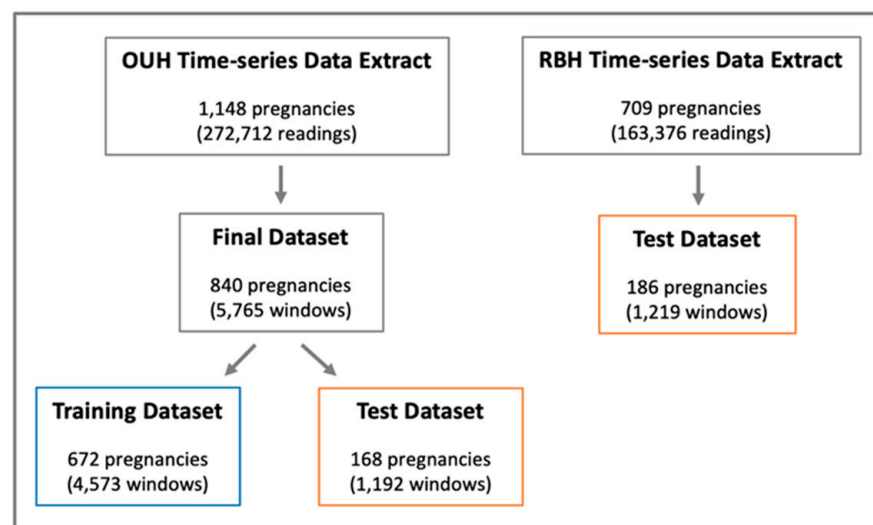 OUH Time-series Data Extract
1,148 pregnancies
(272,712 readings)
RBH Time-series Data Extract
709 pregnancies
(163,376 readings)
Final Dataset
840 pregnancies
(5,765 windows)
Test Dataset
186 pregnancies
(1,219 windows)
Training Dataset
672 pregnancies
(4,573 windows)
Test Dataset
168 pregnancies
(1,192 windows)